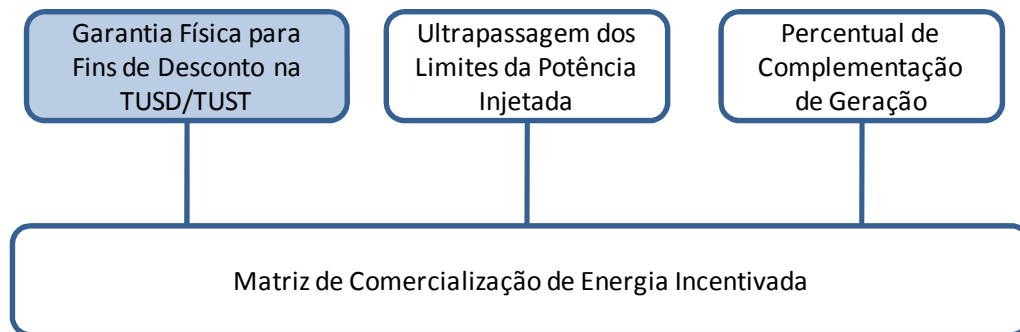 Garantia Física para
Fins de Desconto na
TUSD/TUST
Ultrapassagem dos
Limites da Potência
Injetada
Percentual de
Complementação
de Geração
Matriz de Comercialização de Energia Incentivada